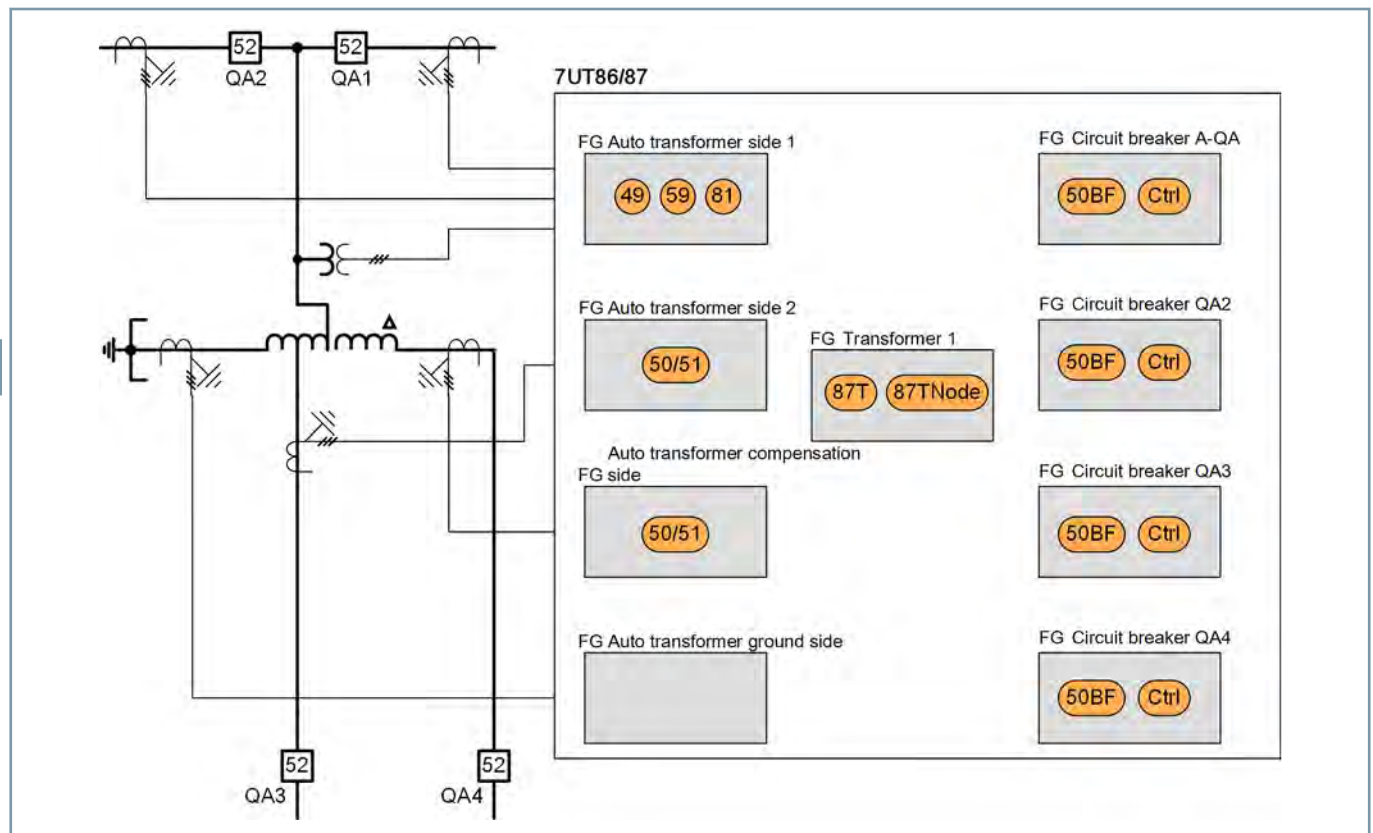 52
52
QA2
QA1
7UT86/87
FG Auto transformer side 1
49 59 81
FG Circuit breaker A-QA
50BF Ctrl
FG Auto transformer side 2
50/51
FG Transformer 1
87T 87TNode
FG Circuit breaker QA2
50BF Ctrl
Auto transformer compensation
FG side
50/51
FG Circuit breaker QA3
50BF Ctrl
FG Auto transformer ground side
FG Circuit breaker QA4
50BF Ctrl
52
52
QA3
QA4